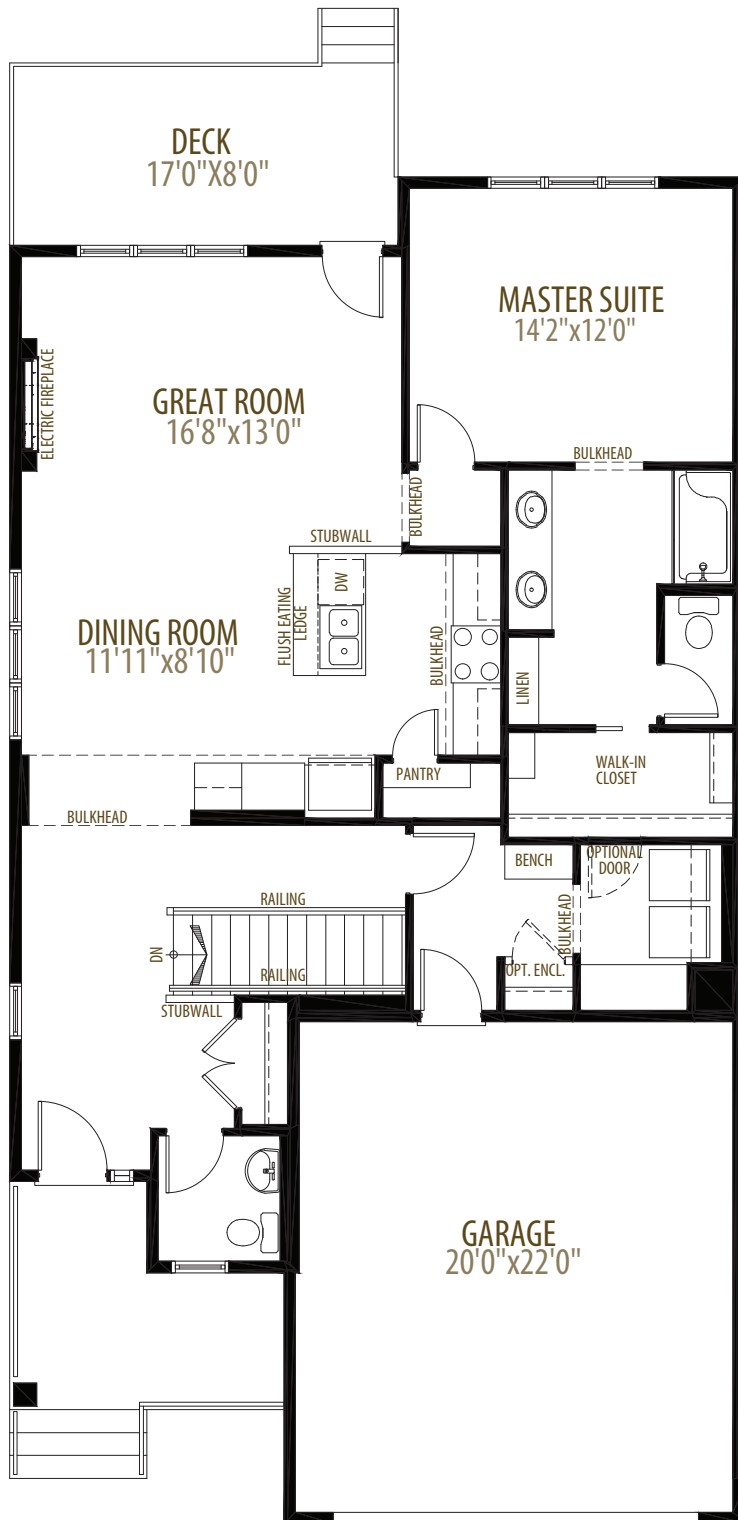 DECK
17'0"X8'0"
MASTER SUITE
14'2"x12'0"
ELECTRIC FIREPLACE
GREAT ROOM
16'8"x13'0"
BULKHEAD
BULKHEAD
STUBWALL
DW
FLUSH EATING
LEDGE
DINING ROOM
11'11"x8'10"
BULKHEAD
LINEN
PANTRY
WALK-IN
CLOSET
BULKHEAD
BENCH
OPTIONAL
DOOR
RAILING
BULKHEAD
DN
RAILING
OPT. ENCL.
STUBWALL
GARAGE
20'0"x22'0"